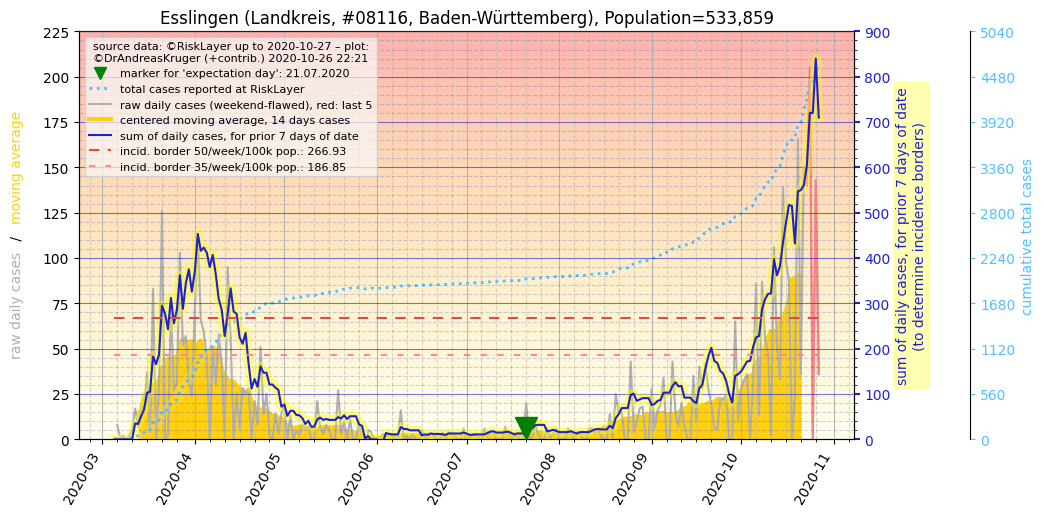 Esslingen (Landkreis, #08116, Baden-Württemberg), Population=533,859
source data: ©RiskLayer up to 2020-10-27 – plot:
©DrAndreasKruger (+contrib.) 2020-10-26 22:21
marker for 'expectation day': 21.07.2020
total cases reported at RiskLayer
raw daily cases (weekend-flawed), red: last 5
centered moving average, 14 days cases
sum of daily cases, for prior 7 days of date
incid. border 50/week/100k pop.: 266.93
incid. border 35/week/100k pop.: 186.85
raw daily cases / moving average
225
200
175
150
125
100
75
50
25
0
2020-03
2020-04
2020-05
2020-06
2020-07
2020-08
2020-09
2020-10
2020-11
900
800
700
600
500
400
300
200
100
0
sum of daily cases, for prior 7 days of date
(to determine incidence borders)
5040
4480
3920
3360
2800
2240
1680
1120
560
0
cumulative total cases